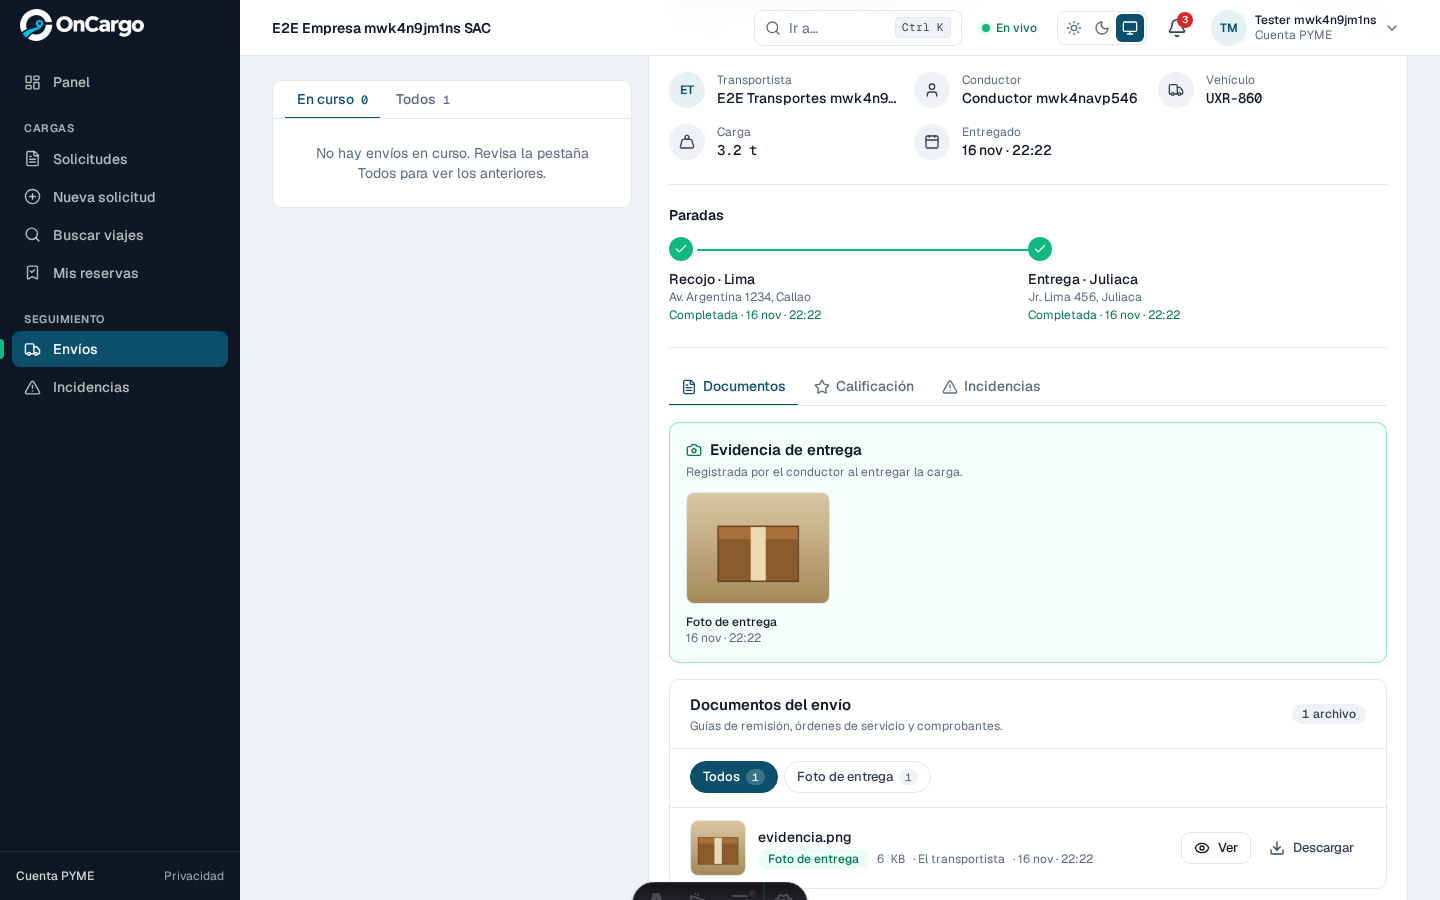 OnCargo
E2E Empresa mwk4n9jm1ns SAC
Ir a...
Ctrl K
En vivo
3
TM
Tester mwk4n9jm1ns
Cuenta PYME
Panel
CARGAS
Solicitudes
Nueva solicitud
Buscar viajes
Mis reservas
SEGUIMIENTO
Envíos
Incidencias
Cuenta PYME
Privacidad
En curso 0
Todos 1
No hay envíos en curso. Revisa la pestaña
Todos para ver los anteriores.
ET
Transportista
E2E Transportes mwk4n9...
Conductor
Conductor mwk4navp546
Vehículo
UXR-860
Carga
3.2 t
Entregado
16 nov · 22:22
Paradas
Recojo · Lima
Av. Argentina 1234, Callao
Completada · 16 nov · 22:22
Entrega · Juliaca
Jr. Lima 456, Juliaca
Completada · 16 nov · 22:22
Documentos
Calificación
Incidencias
Evidencia de entrega
Registrada por el conductor al entregar la carga.
Foto de entrega
16 nov · 22:22
Documentos del envío
Guías de remisión, órdenes de servicio y comprobantes.
1 archivo
Todos 1
Foto de entrega 1
evidencia.png
Foto de entrega 6 KB · El transportista · 16 nov · 22:22
Ver
Descargar